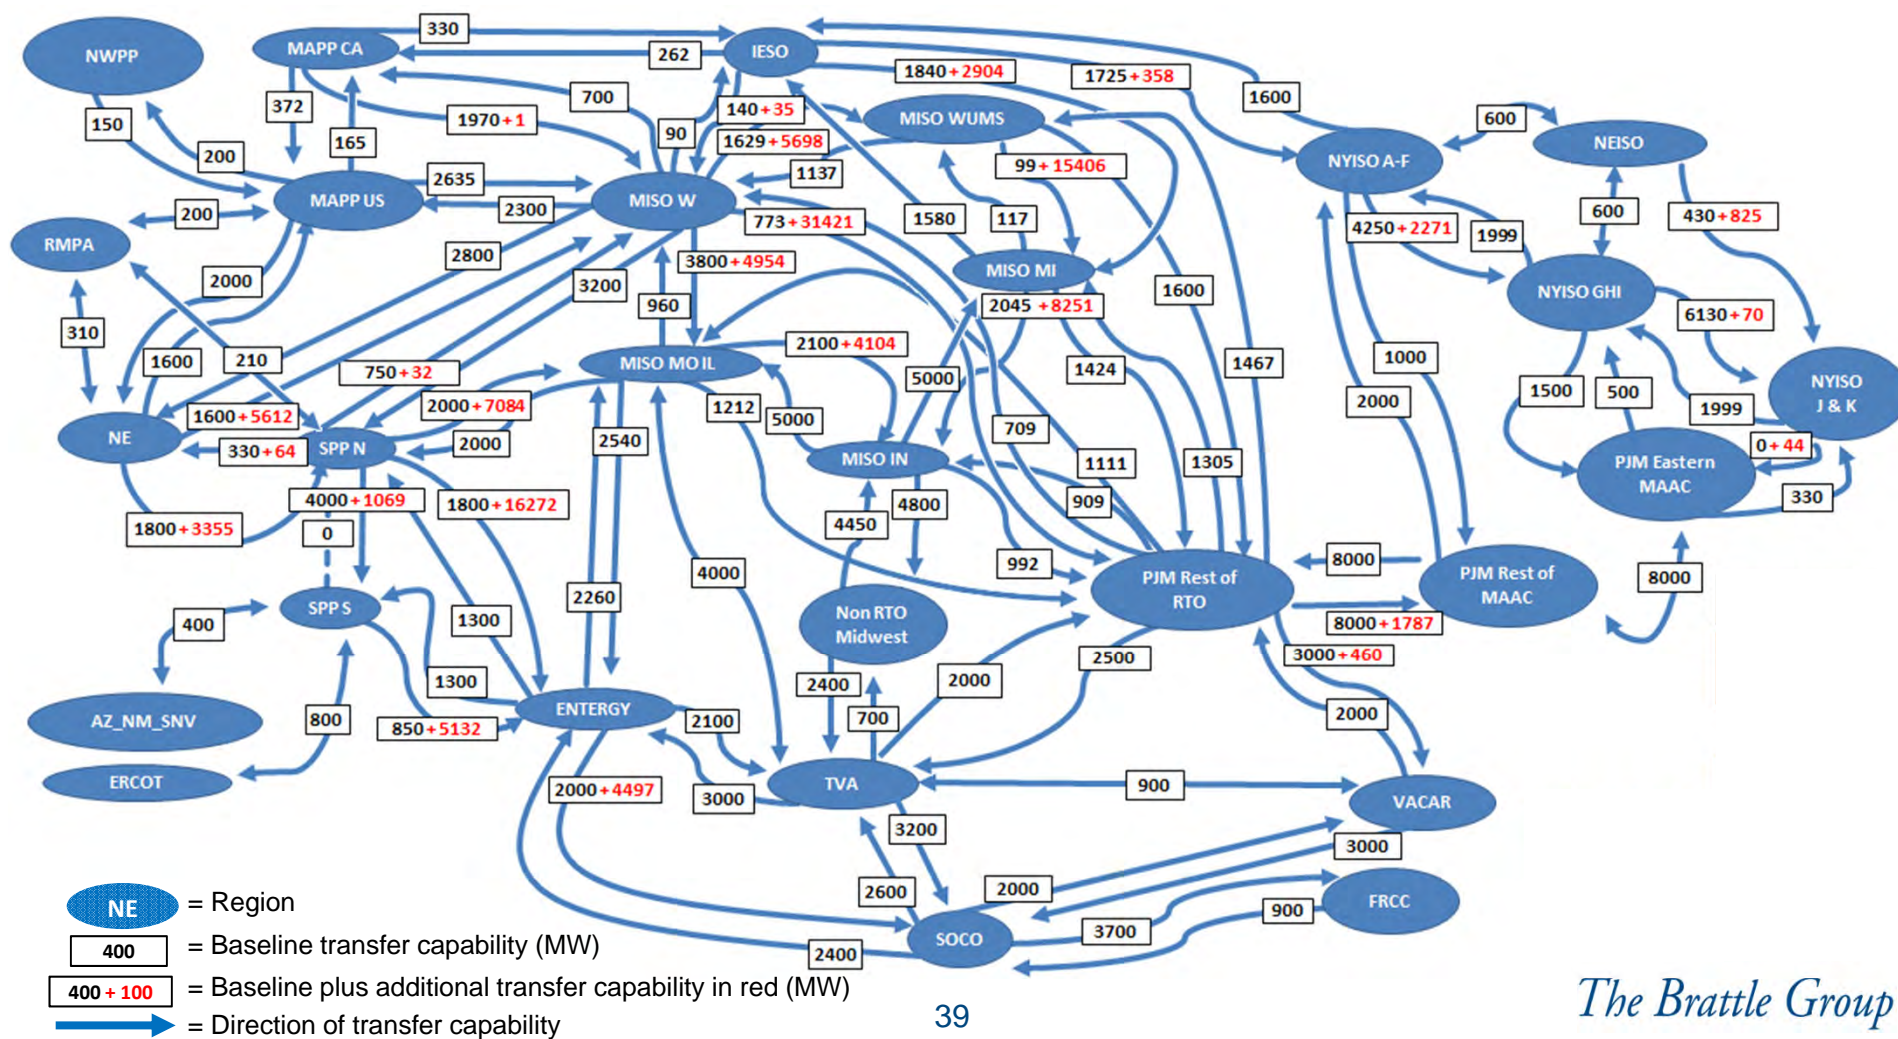 330
NWPP
MAPP CA
IESO
262
1840 + 2904
1725 + 358
1600
700
372
150
1970 + 1
140 + 35
MISO WUMS
600
NEISO
90
1629 + 5698
165
200
NYISO A-F
99 + 15406
1137
2635
MAPP US
MISO W
2300
200
773 + 31421
1580
117
4250 + 2271
1999
600
430 + 825
RMPA
2800
3800 + 4954
MISO MI
2000
3200
960
2045 + 8251
1600
NYISO GHI
6130 + 70
310
1600
210
750 + 32
MISO MO IL
2100 + 4104
5000
1424
1467
1000
1500
500
NYISO
J & K
2000
1999
1600 + 5612
2000 + 7084
1212
5000
709
NE
330 + 64
SPP N
2000
2540
MISO IN
1111
1305
PJM Eastern
MAAC
0 + 44
4000 + 1069
1800 + 16272
909
330
1800 + 3355
0
4450
4800
4000
992
8000
PJM Rest of
RTO
PJM Rest of
MAAC
8000
SPP S
2260
400
1300
Non RTO
Midwest
8000 + 1787
3000 + 460
2500
1300
2400
2000
AZ_NM_SNV
800
850 + 5132
ENTERGY
2100
700
2000
ERCOT
2000 + 4497
3000
TVA
900
VACAR
3200
3000
2600
2000
FRCC
900
NE
= Region
SOCO
3700
400
= Baseline transfer capability (MW)
2400
400 + 100
= Baseline plus additional transfer capability in red (MW)
= Direction of transfer capability
39
The Brattle Group